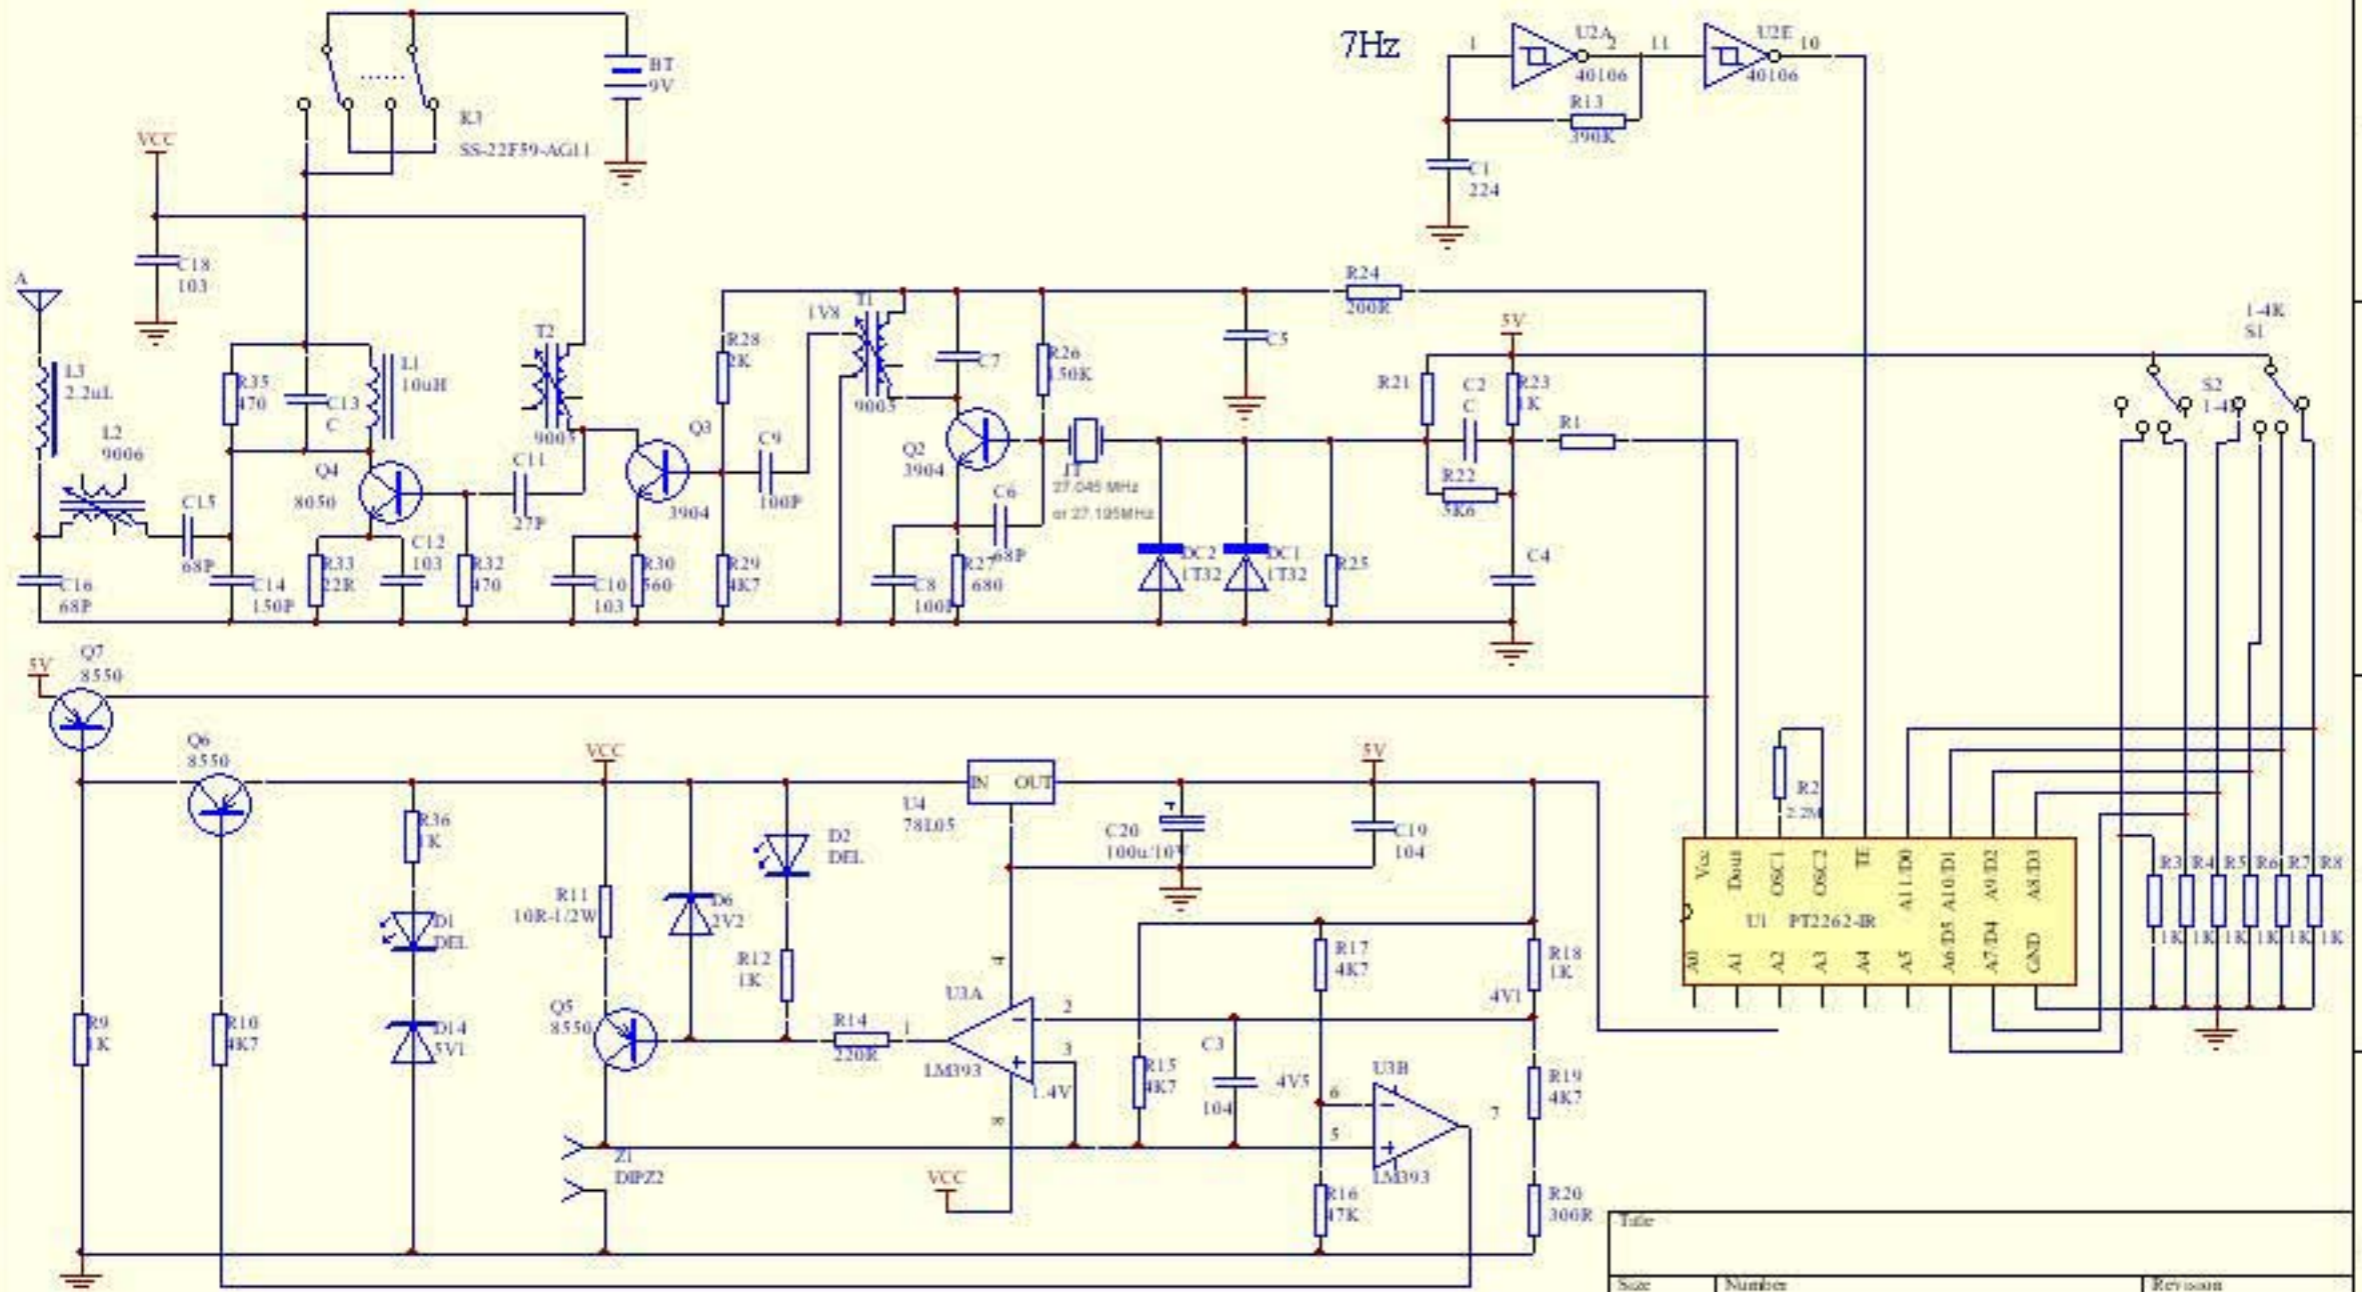 7Hz
1
U2A
2
40106
11
U2E
10
40106
R13
390K
C1
224
BT
9V
K3
SS-22F59-AG11
VCC
C18
103
A
L3
2.2uL
L2
9006
C15
68P
C16
68P
R35
470
C13
C
L1
10uH
Q4
8050
C14
150P
R33
22R
C12
103
R32
470
C11
27P
T2
9005
Q3
3904
C10
103
R30
560
R28
2K
R29
4K7
C9
100P
1V8
T1
9005
C7
R26
150K
Q2
3904
C6
68P
C8
R27
680
JT
27.045 MHz
or 27.195MHz
C5
R24
200R
DC2
1T32
DC1
1T32
R25
5V
R21
C2
C
R23
1K
R22
5K6
R1
C4
1-4K
S1
S2
5V
Q7
8550
Q6
8550
R9
1K
R10
4K7
R36
1K
D1
DEL
D14
5V1
VCC
R11
10R-1/2W
Q5
8550
D6
2V2
D2
DEL
R12
1K
R14
220R
Z1
DIPZ2
IN OUT
U4
78L05
C20
100u/10V
5V
C19
104
U3A
4
2
3
1
8
LM393
1.4V
VCC
R15
4K7
C3
104
4V5
R17
4K7
R16
47K
6
5
7
U3B
LM393
4V1
R18
1K
R19
4K7
R20
300R
R2
2.2M
Vcc Dout OSC1 OSC2 TE A11/D0 A10/D1 A9/D2 A8/D3
U1 PT2262-IR
A0 A1 A2 A3 A4 A5 A6/D5 A7/D4 GND
R3 R4 R5 R6 R7 R8
1K 1K 1K 1K 1K 1K
Title
Size Number Revision